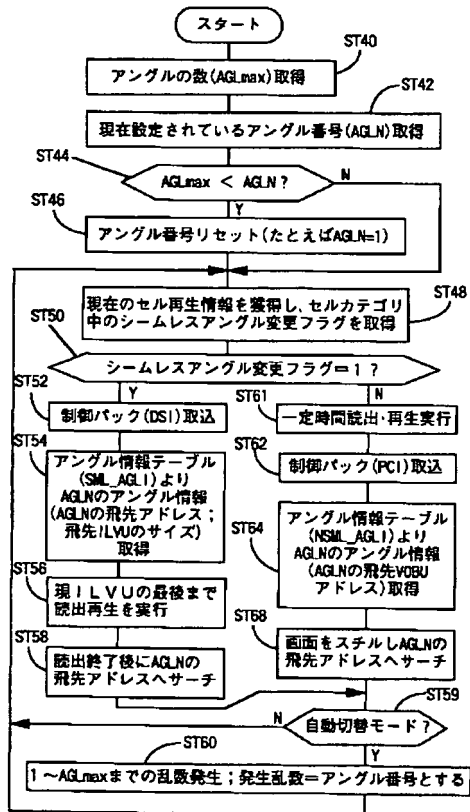 スタート
ST40
アングルの数(AGLmax)取得
ST42
現在設定されているアングル番号(AGLN)取得
ST44
AGLmax < AGLN ?
N
Y
ST46
アングル番号リセット(たとえばAGLN=1)
ST48
現在のセル再生情報を獲得し、セルカテゴリ
中のシームレスアングル変更フラグを取得
ST50
シームレスアングル変更フラグ=1 ?
Y
N
ST52
制御パック(DSI)取込
ST54
アングル情報テーブル
(SML_AGLI)より
AGLNのアングル情報
(AGLNの飛先アドレス;
飛先ILVUのサイズ)
取得
ST56
現ILVUの最後まで
読出再生を実行
ST58
読出終了後にAGLNの
飛先アドレスへサーチ
ST61
一定時間読出・再生実行
ST62
制御パック(PCI)取込
ST64
アングル情報テーブル
(NSML_AGLI)より
AGLNのアングル情報
(AGLNの飛先VOBU
アドレス)取得
ST68
画面をスチルしAGLNの
飛先アドレスへサーチ
ST59
自動切替モード?
N
Y
ST60
1〜AGLmaxまでの乱数発生;発生乱数=アングル番号とする